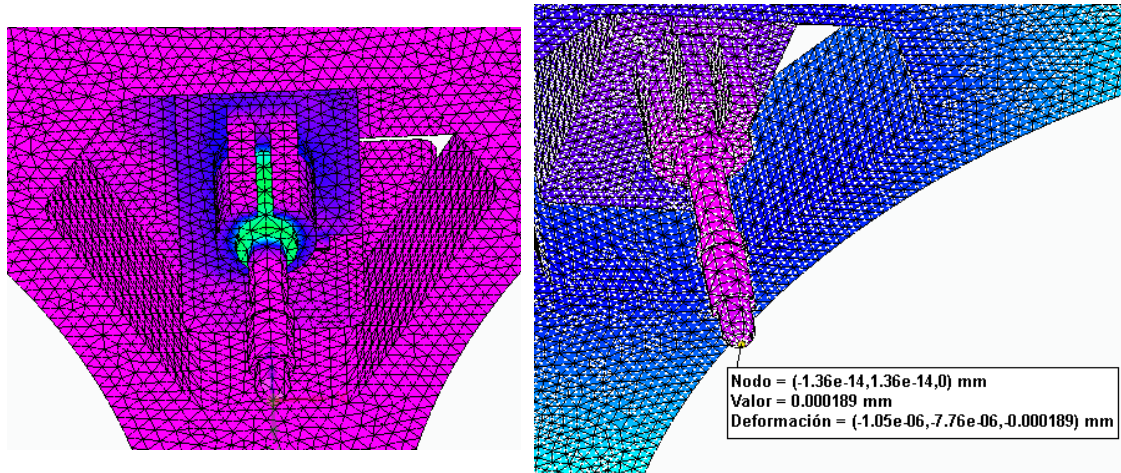 Nodo = (-1.36e-14,1.36e-14,0) mm
Valor = 0.000189 mm
Deformación = (-1.05e-06,-7.76e-06,-0.000189) mm